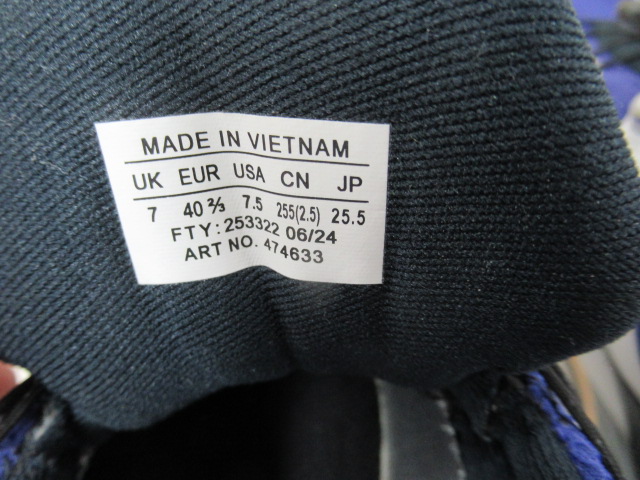 MADE IN VIETNAM
UK EUR USA CN JP
7 40 ⅔ 7.5 255(2.5) 25.5
FTY: 253322 06/24
ART NO. 474633